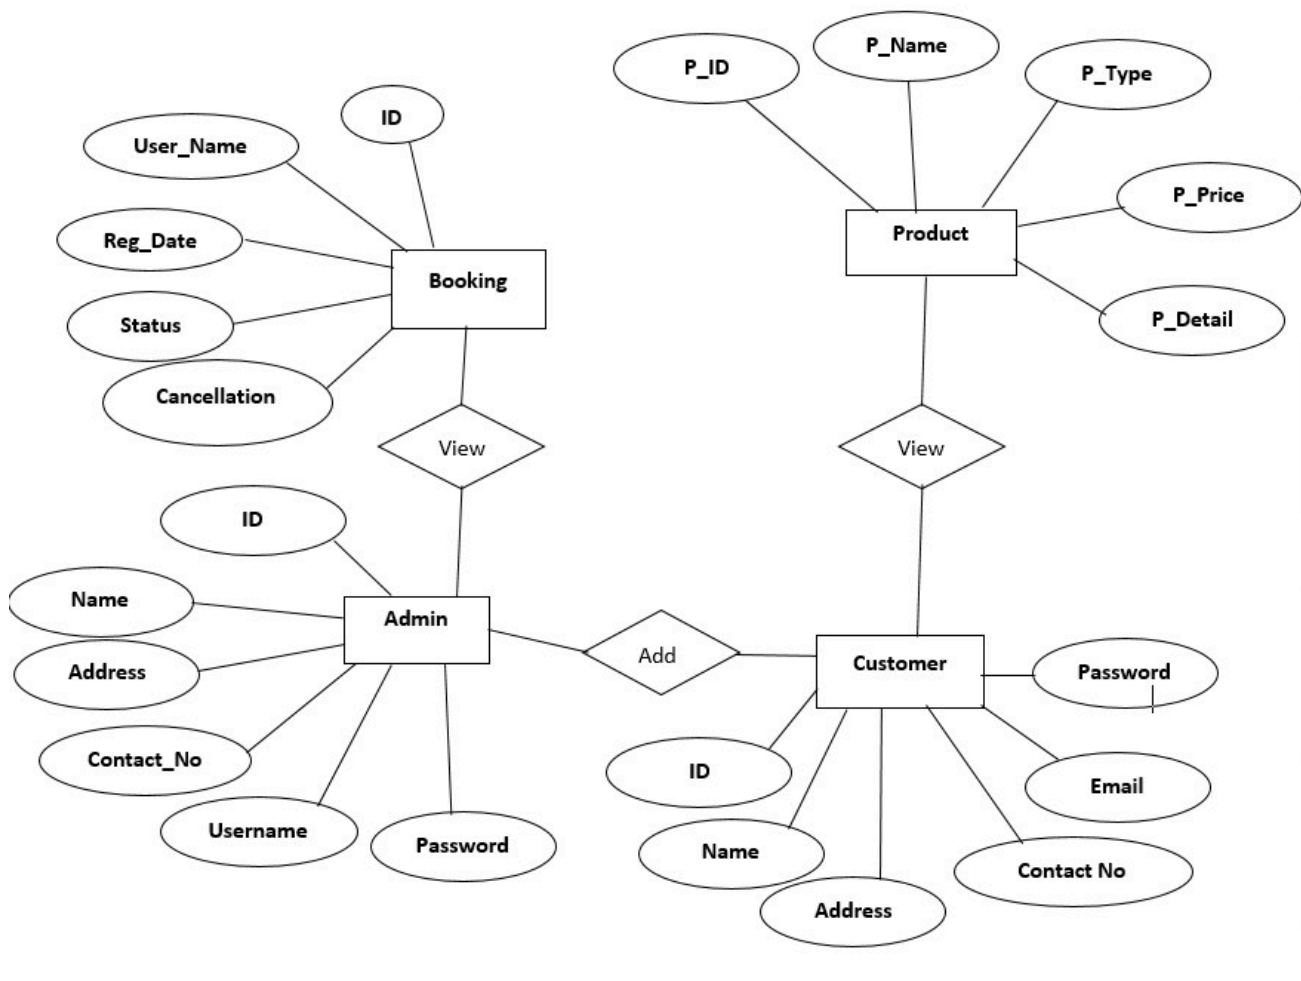 P_ID
P_Name
P_Type
P_Price
P_Detail
Product
ID
User_Name
Reg_Date
Status
Cancellation
Booking
View
View
ID
Name
Address
Contact_No
Username
Password
Admin
Add
Customer
Password
Email
Contact No
Address
Name
ID